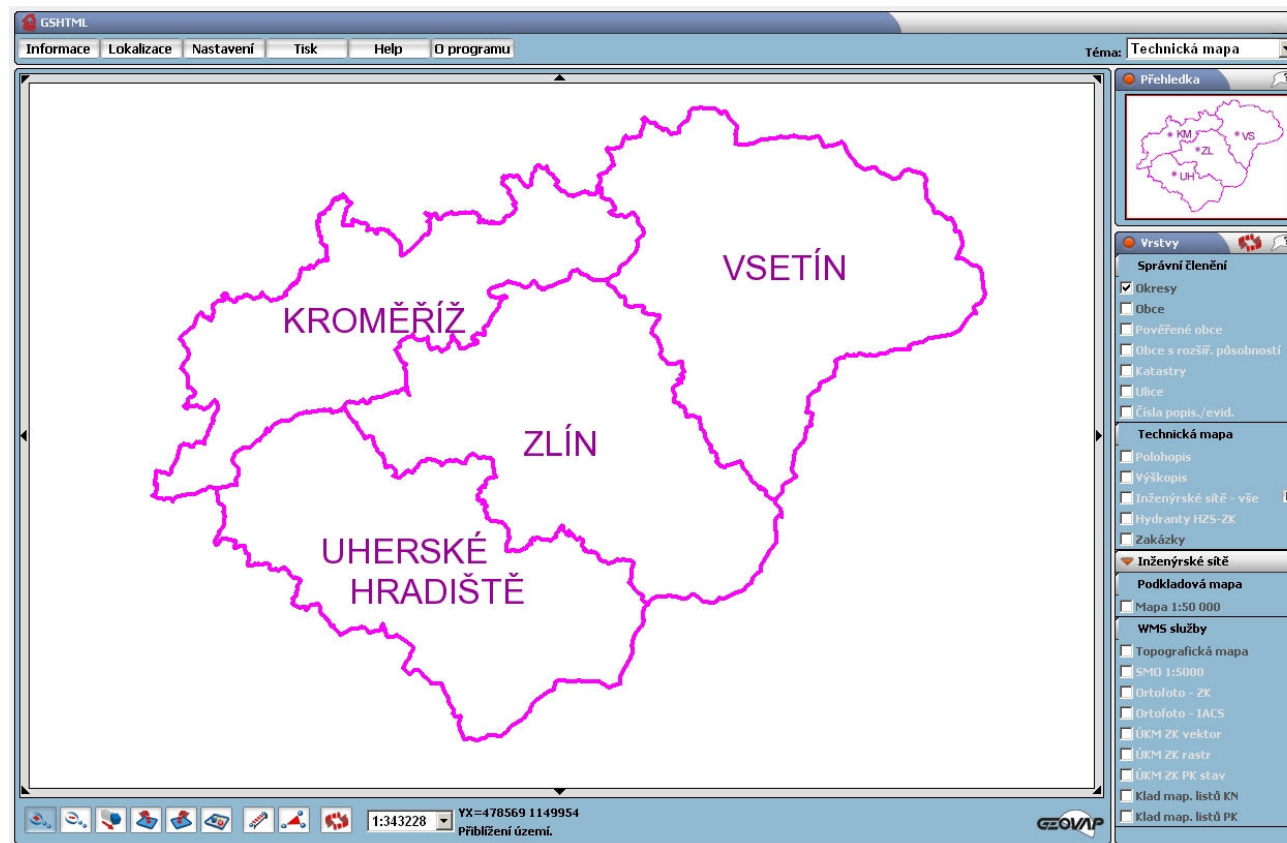 GSHTML
Informace Lokalizace Nastavení Tisk Help O programu
Téma: Technická mapa
KROMĚŘÍŽ
VSETÍN
ZLÍN
UHERSKÉ
HRADIŠTĚ
Přehledka
KM
VS
ZL
UH
Vrstvy
Správní členění
Okresy
Obce
Pověřené obce
Obce s rozšíř. působností
Katastry
Ulice
Čísla popis./evid.
Technická mapa
Polohopis
Výškopis
Inženýrské sítě - vše
Hydranty HZS-ZK
Zakázky
Inženýrské sítě
Podkladová mapa
Mapa 1:50 000
WMS služby
Topografická mapa
SMO 1:5000
Ortofoto - ZK
Ortofoto - IACS
ÚKM ZK vektor
ÚKM ZK rastr
ÚKM ZK PK stav
Klad map. listů KN
Klad map. listů PK
1:343228
YX=478569 1149954
Přiblížení území.
GEOVAP